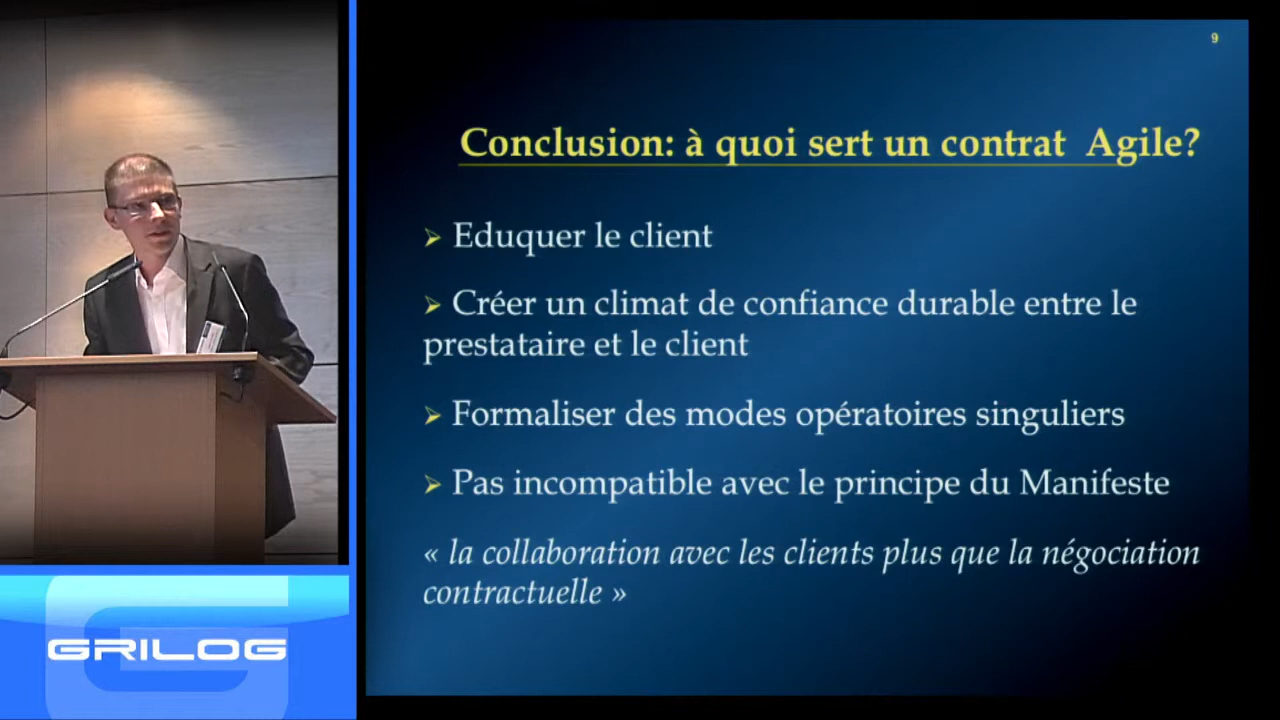 9
Conclusion: à quoi sert un contrat Agile?
➢ Eduquer le client
➢ Créer un climat de confiance durable entre le
prestataire et le client
➢ Formaliser des modes opératoires singuliers
➢ Pas incompatible avec le principe du Manifeste
« la collaboration avec les clients plus que la négociation
contractuelle »
GRILOG